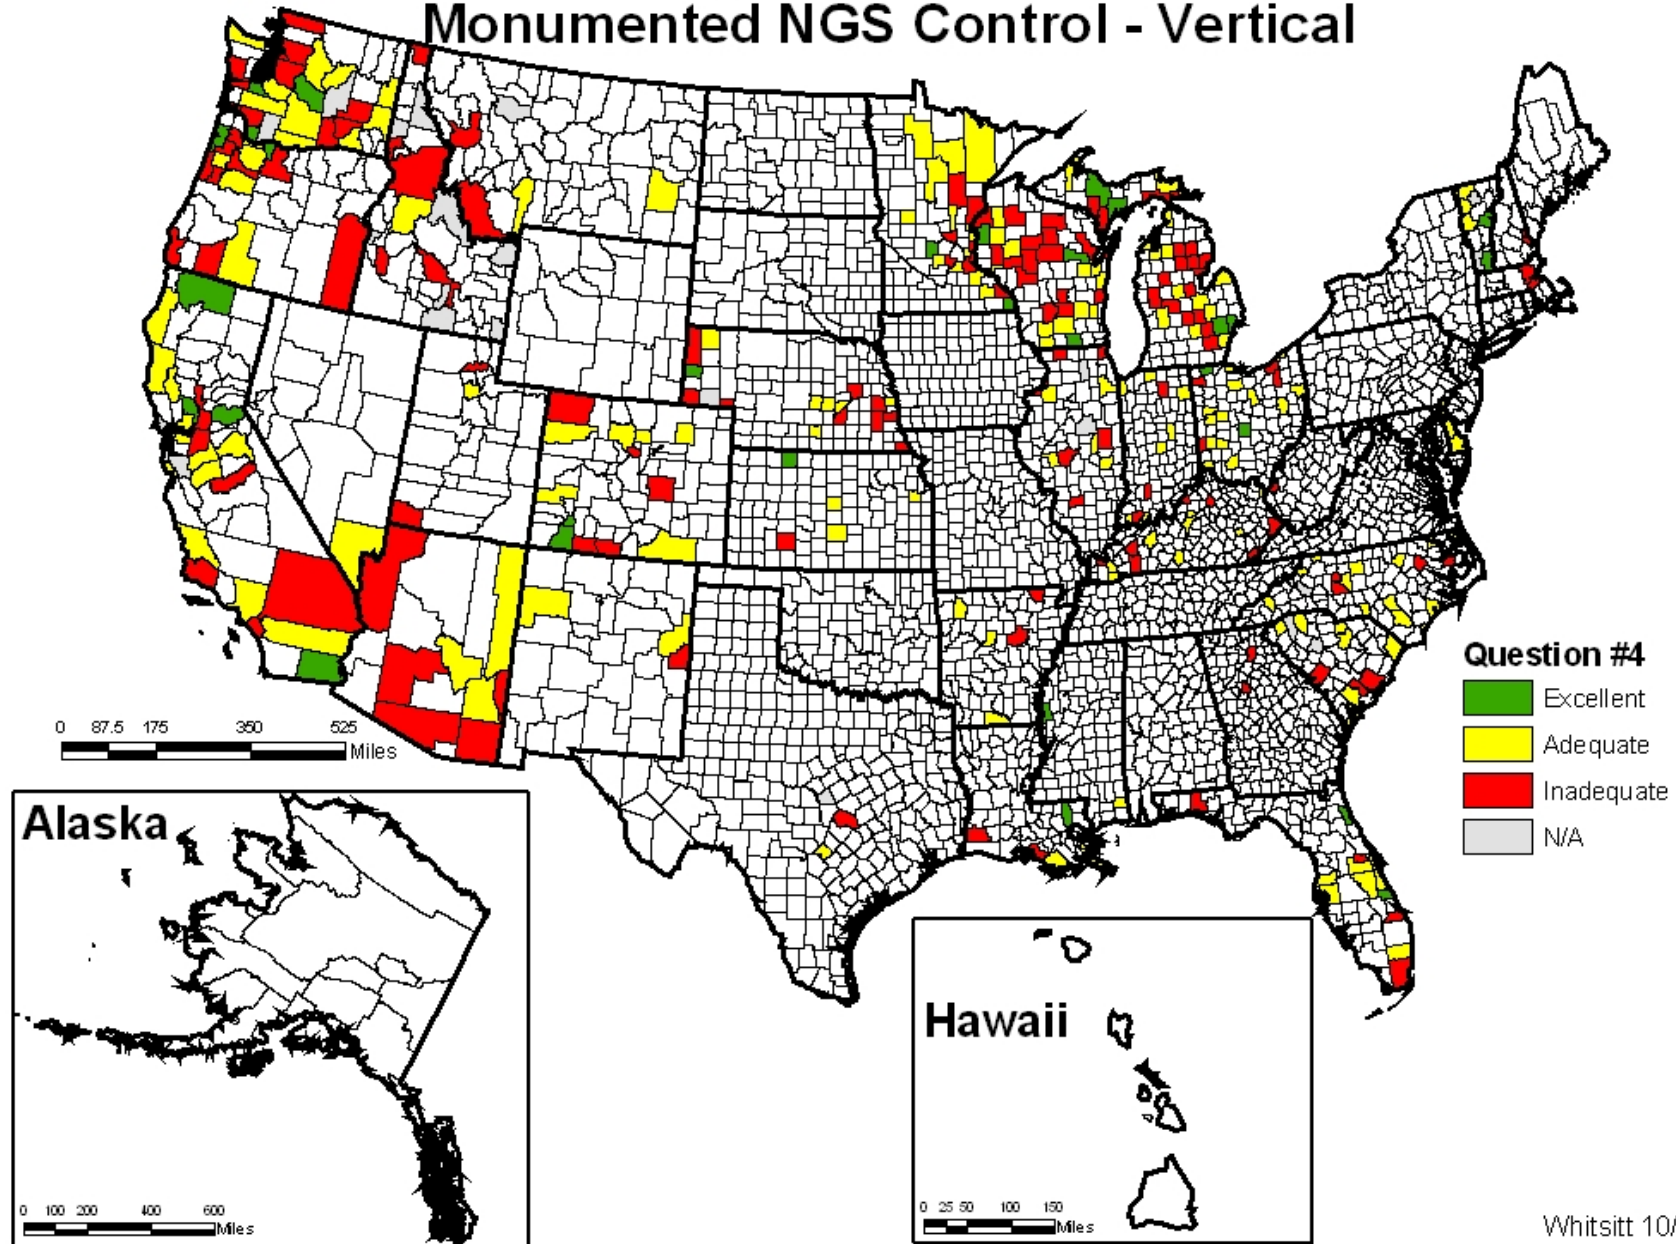 Monumented NGS Control - Vertical
Question #4
Excellent
Adequate
Inadequate
N/A
0 87.5 175 350 525
Miles
Alaska
0 100 200 400 600
Miles
Hawaii
0 25 50 100 150
Miles
Whitsitt 10/